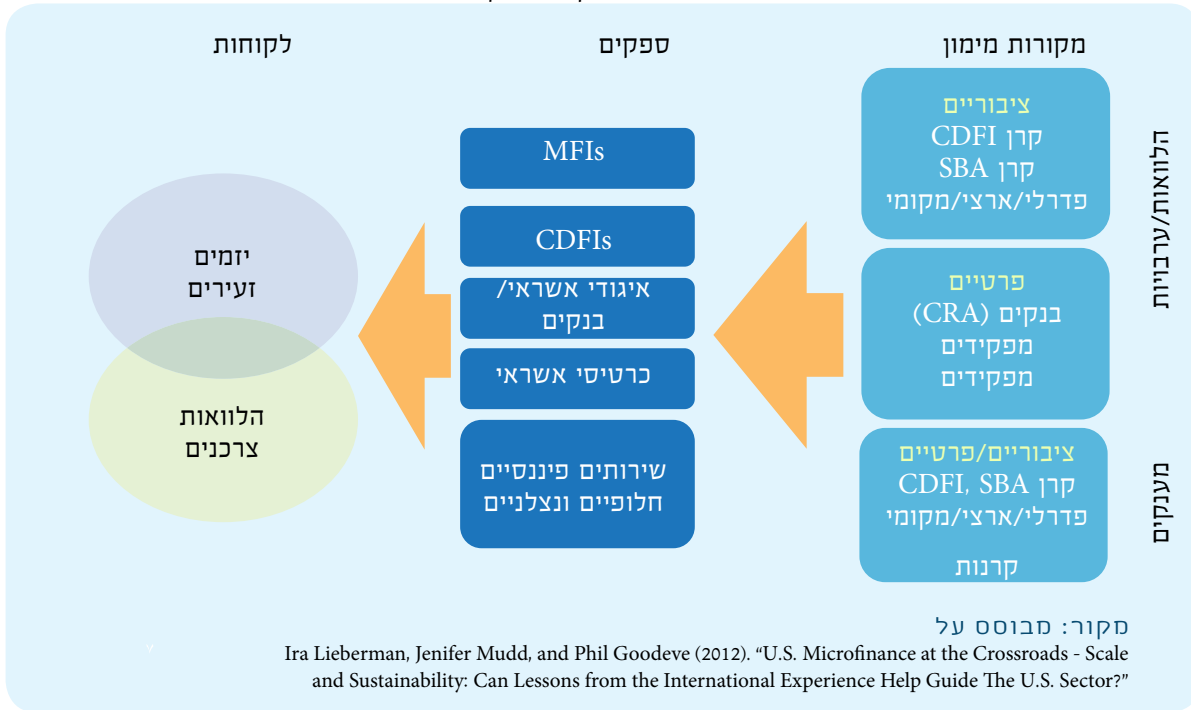 מקורות מימון
ספקים
לקוחות
הלוואות/ערבויות
ציבוריים
קרן CDFI
קרן SBA
פדרלי/ארצי/מקומי
פרטיים
בנקים (CRA)
מפקידים
מפקידים
מענקים
ציבוריים/פרטיים
קרן CDFI, SBA
פדרלי/ארצי/מקומי
קרנות
MFIs
CDFIs
איגודי אשראי/
בנקים
כרטיסי אשראי
שירותים פיננסיים
חלופיים ונצלניים
יזמים
זעירים
הלוואות
צרכנים
מקור: מבוסס על
Ira Lieberman, Jenifer Mudd, and Phil Goodeve (2012). “U.S. Microfinance at the Crossroads - Scale
and Sustainability: Can Lessons from the International Experience Help Guide The U.S. Sector?”